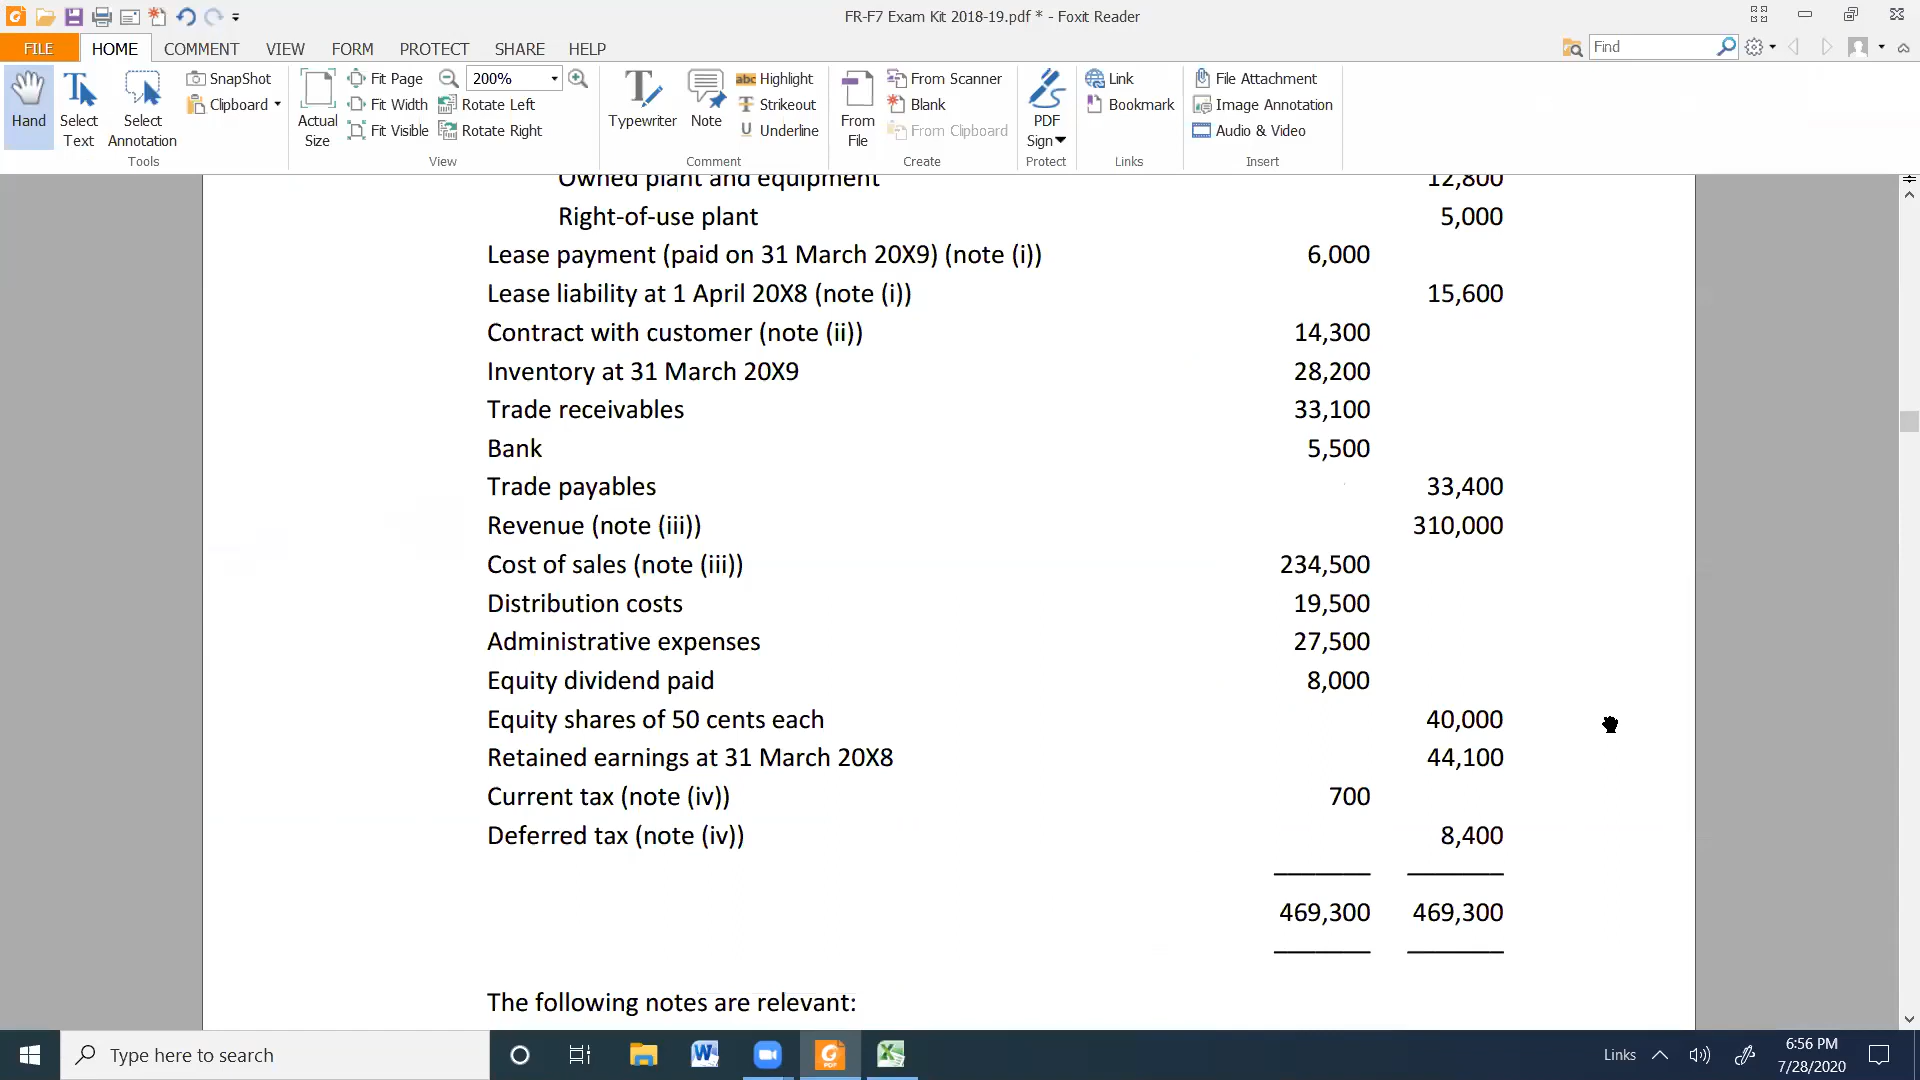 FR-F7 Exam Kit 2018-19.pdf * - Foxit Reader
FILE HOME COMMENT VIEW FORM PROTECT SHARE HELP Find
Hand
Select Text
Select Annotation
SnapShot
Clipboard
Tools
Actual Size
Fit Page
Fit Width
Fit Visible
200%
Rotate Left
Rotate Right
View
Typewriter
Note
Highlight
Strikeout
Underline
Comment
From File
From Scanner
Blank
From Clipboard
Create
PDF Sign
Protect
Link
Bookmark
Links
File Attachment
Image Annotation
Audio & Video
Insert
Owned plant and equipment 12,800
Right-of-use plant 5,000
Lease payment (paid on 31 March 20X9) (note (i)) 6,000
Lease liability at 1 April 20X8 (note (i)) 15,600
Contract with customer (note (ii)) 14,300
Inventory at 31 March 20X9 28,200
Trade receivables 33,100
Bank 5,500
Trade payables 33,400
Revenue (note (iii)) 310,000
Cost of sales (note (iii)) 234,500
Distribution costs 19,500
Administrative expenses 27,500
Equity dividend paid 8,000
Equity shares of 50 cents each 40,000
Retained earnings at 31 March 20X8 44,100
Current tax (note (iv)) 700
Deferred tax (note (iv)) 8,400
469,300 469,300
The following notes are relevant:
Type here to search
Links
6:56 PM
7/28/2020